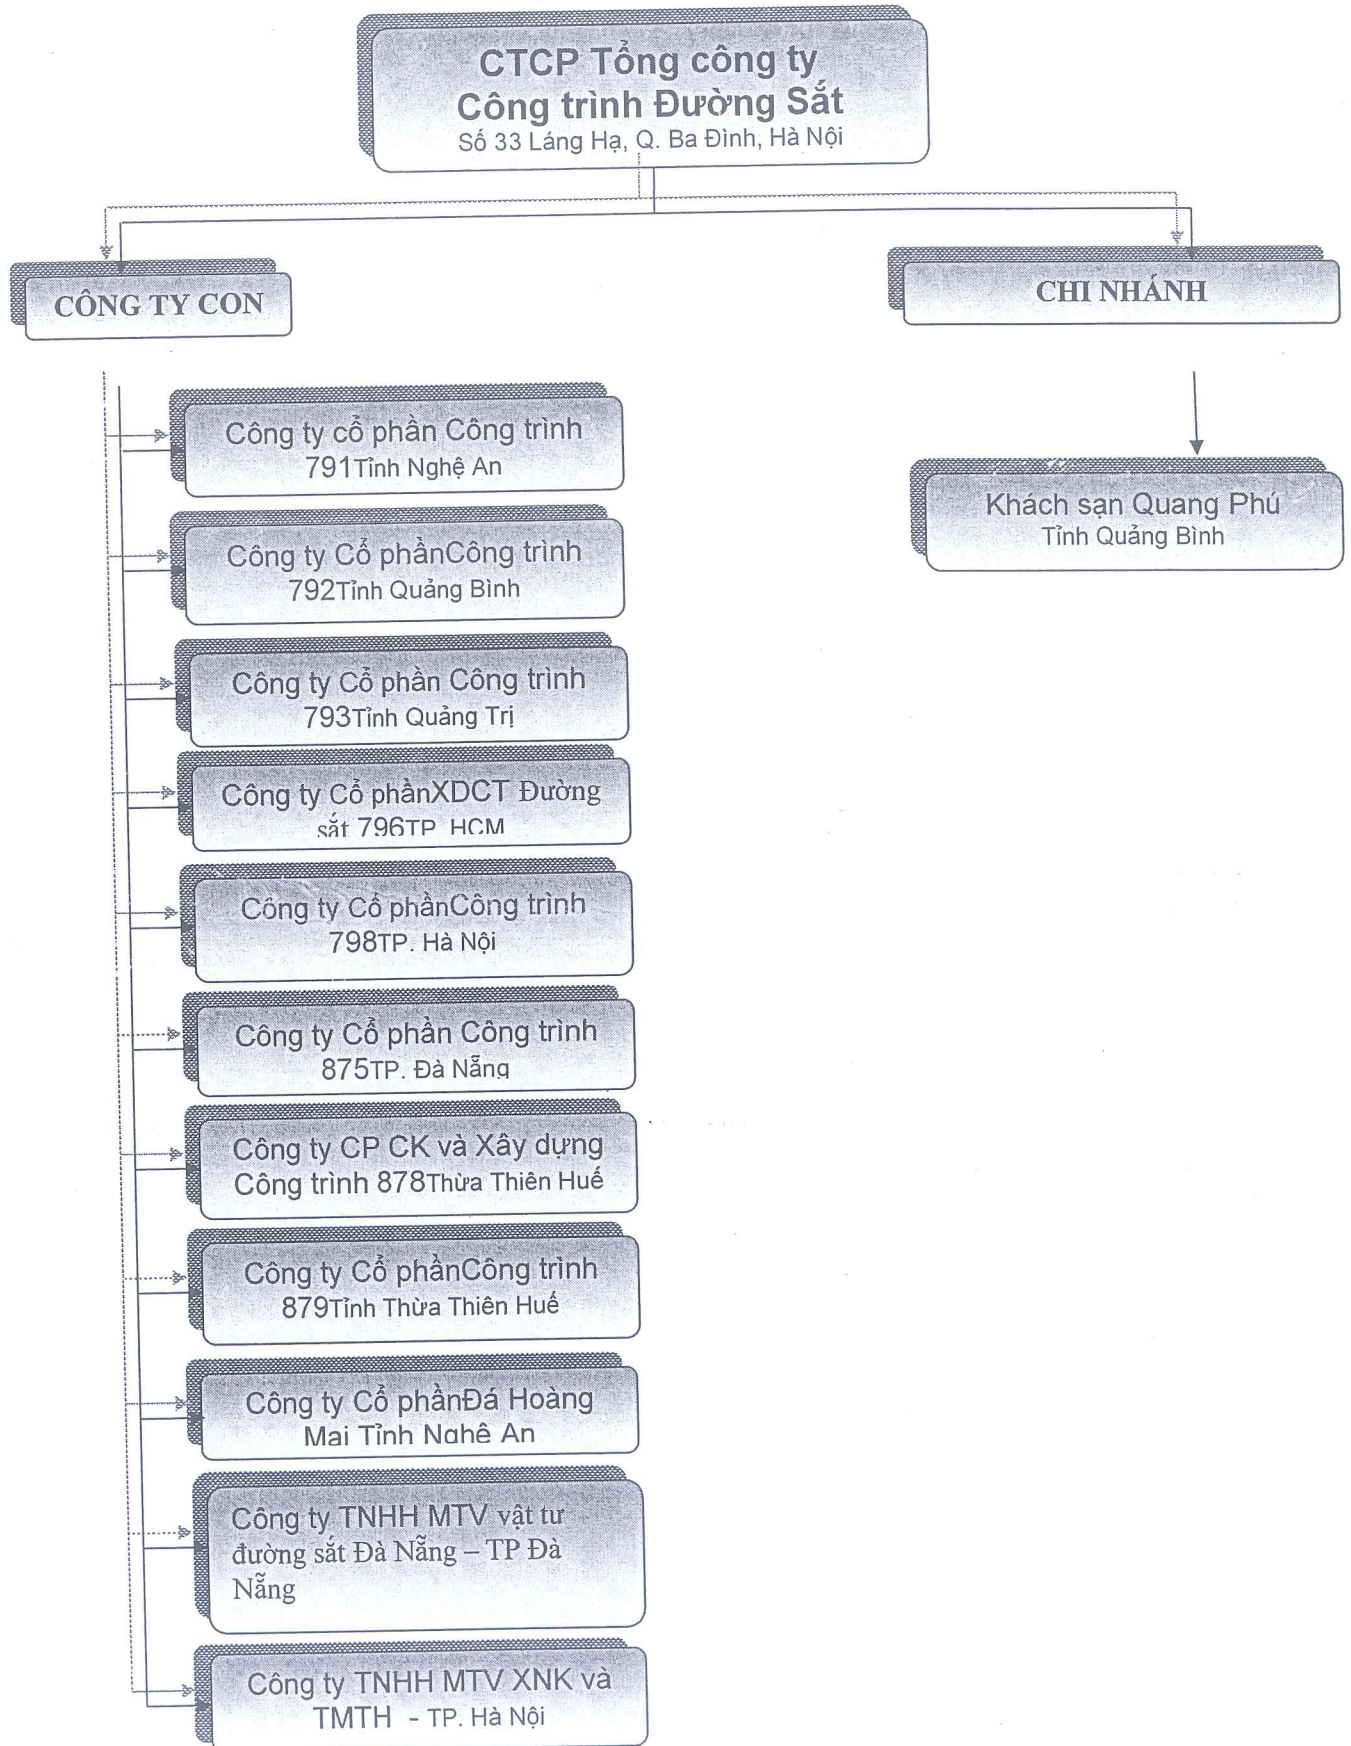 CTCP Tổng công ty
Công trình Đường Sắt
Số 33 Láng Hạ, Q. Ba Đình, Hà Nội
CÔNG TY CON
CHI NHÁNH
Công ty cổ phần Công trình
791Tỉnh Nghệ An
Khách sạn Quang Phú
Tỉnh Quảng Bình
Công ty Cổ phầnCông trình
792Tỉnh Quảng Bình
Công ty Cổ phần Công trình
793Tỉnh Quảng Trị
Công ty Cổ phầnXDCT Đường
sắt 796TP HCM
Công ty Cổ phầnCông trình
798TP. Hà Nội
Công ty Cổ phần Công trình
875TP. Đà Nẵng
Công ty CP CK và Xây dựng
Công trình 878Thừa Thiên Huế
Công ty Cổ phầnCông trình
879Tỉnh Thừa Thiên Huế
Công ty Cổ phầnĐá Hoàng
Mai Tỉnh Nghệ An
Công ty TNHH MTV vật tư
đường sắt Đà Nẵng – TP Đà
Nẵng
Công ty TNHH MTV XNK và
TMTH - TP. Hà Nội